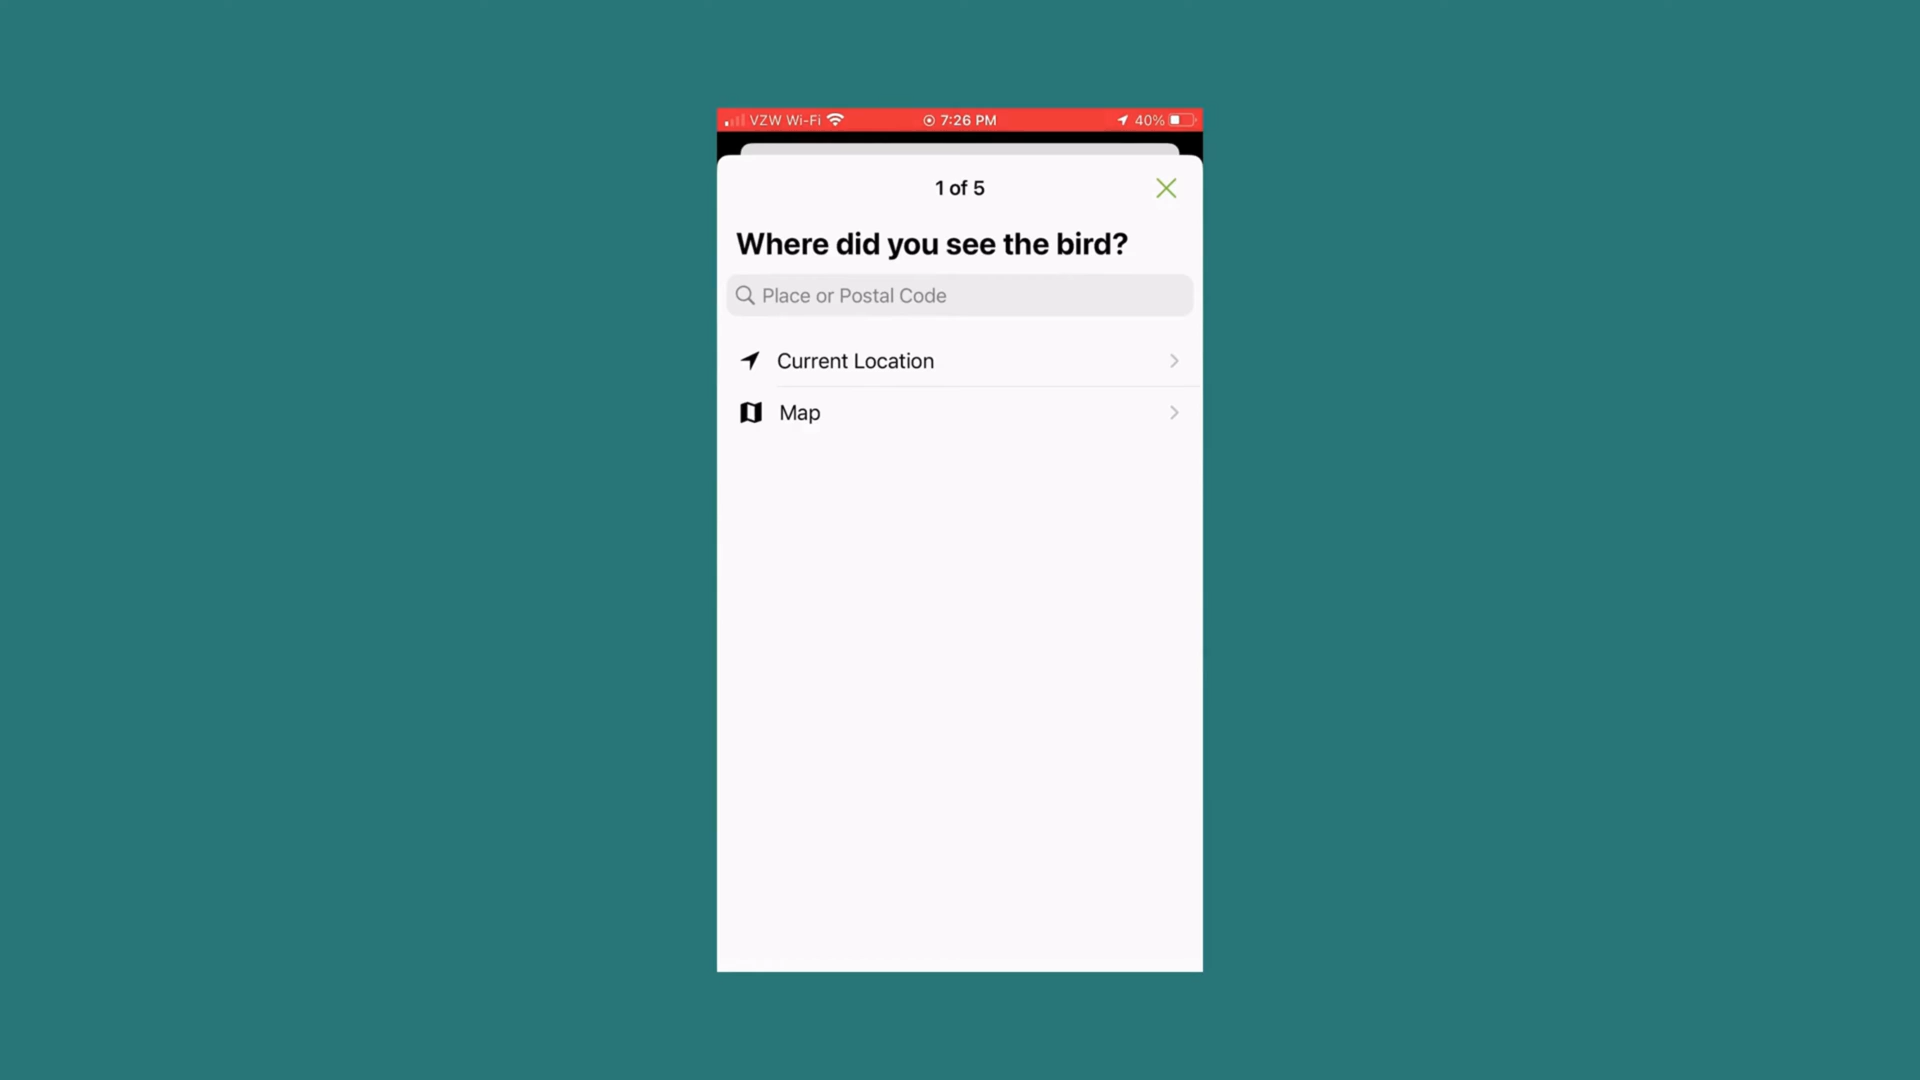 VZW Wi-Fi 7:26 PM 40%
1 of 5
Where did you see the bird?
Place or Postal Code
Current Location
Map